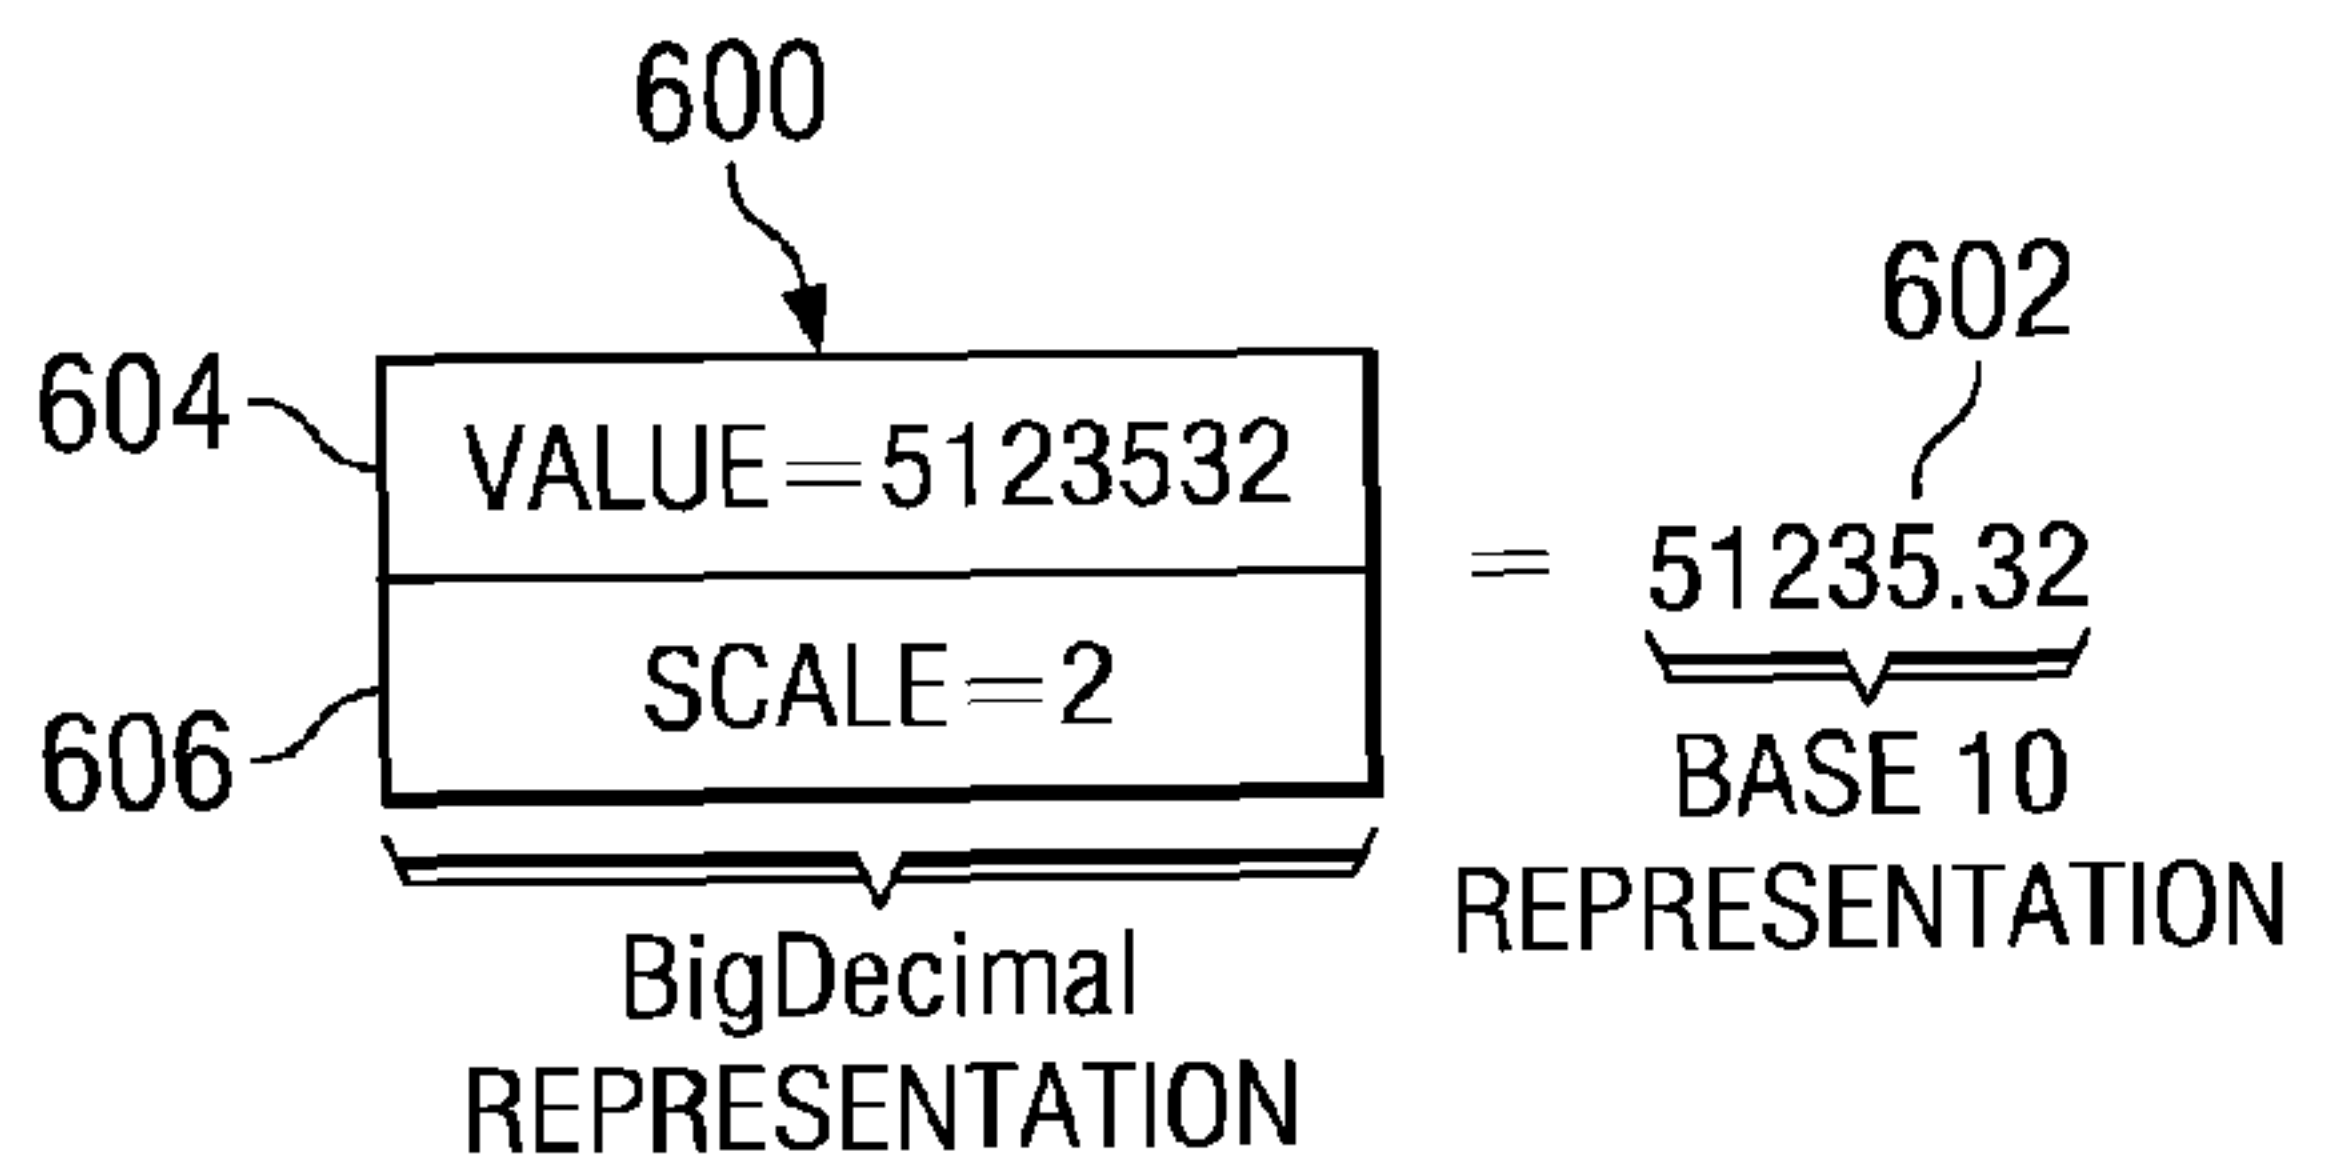 600
602
604
VALUE=5123532
= 51235.32
SCALE=2
606
BASE 10
REPRESENTATION
BigDecimal
REPRESENTATION